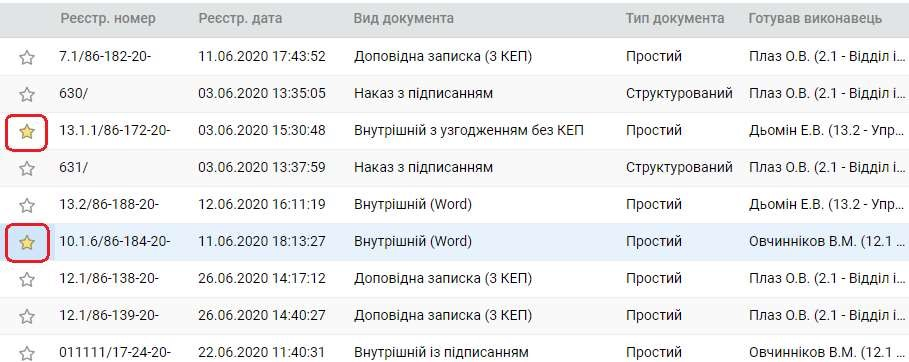 Реєстр. номер Реєстр. дата Вид документа Тип документа Готував виконавець
7.1/86-182-20- 11.06.2020 17:43:52 Доповідна записка (З КЕП) Простий Плаз О.В. (2.1 - Відділ і...
630/ 03.06.2020 13:35:05 Наказ з підписанням Структурований Плаз О.В. (2.1 - Відділ і...
13.1.1/86-172-20- 03.06.2020 15:30:48 Внутрішній з узгодженням без КЕП Простий Дьомін Е.В. (13.2 - Упр...
631/ 03.06.2020 13:37:59 Наказ з підписанням Структурований Плаз О.В. (2.1 - Відділ і...
13.2/86-188-20- 12.06.2020 16:11:19 Внутрішній (Word) Простий Дьомін Е.В. (13.2 - Упр...
10.1.6/86-184-20- 11.06.2020 18:13:27 Внутрішній (Word) Простий Овчинніков В.М. (12.1 ...
12.1/86-138-20- 26.06.2020 14:17:12 Доповідна записка (З КЕП) Простий Плаз О.В. (2.1 - Відділ і...
12.1/86-139-20- 26.06.2020 14:40:27 Доповідна записка (З КЕП) Простий Плаз О.В. (2.1 - Відділ і...
011111/17-24-20- 22.06.2020 11:40:31 Внутрішній із підписанням Простий Овчинніков В.М. (12.1 ...